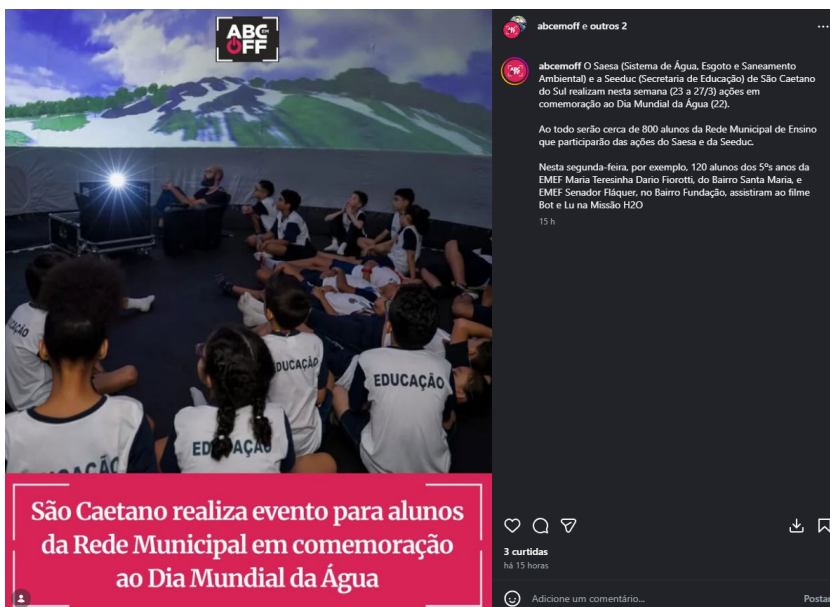 ABC EM
OFF
EDUCAÇÃO
EDUCAÇÃO
EDUCAÇÃO
São Caetano realiza evento para alunos
da Rede Municipal em comemoração
ao Dia Mundial da Água
abcemoff e outros 2
abcemoff O Saesa (Sistema de Água, Esgoto e Saneamento
Ambiental) e a Seeduc (Secretaria de Educação) de São Caetano
do Sul realizam nesta semana (23 a 27/3) ações em
comemoração ao Dia Mundial da Água (22).
Ao todo serão cerca de 800 alunos da Rede Municipal de Ensino
que participarão das ações do Saesa e da Seeduc.
Nesta segunda-feira, por exemplo, 120 alunos dos 5ºs anos da
EMEF Maria Teresinha Dario Fiorotti, do Bairro Santa Maria, e
EMEF Senador Fláquer, no Bairro Fundação, assistiram ao filme
Bot e Lu na Missão H2O
15 h
3 curtidas
há 15 horas
Adicione um comentário... Postar